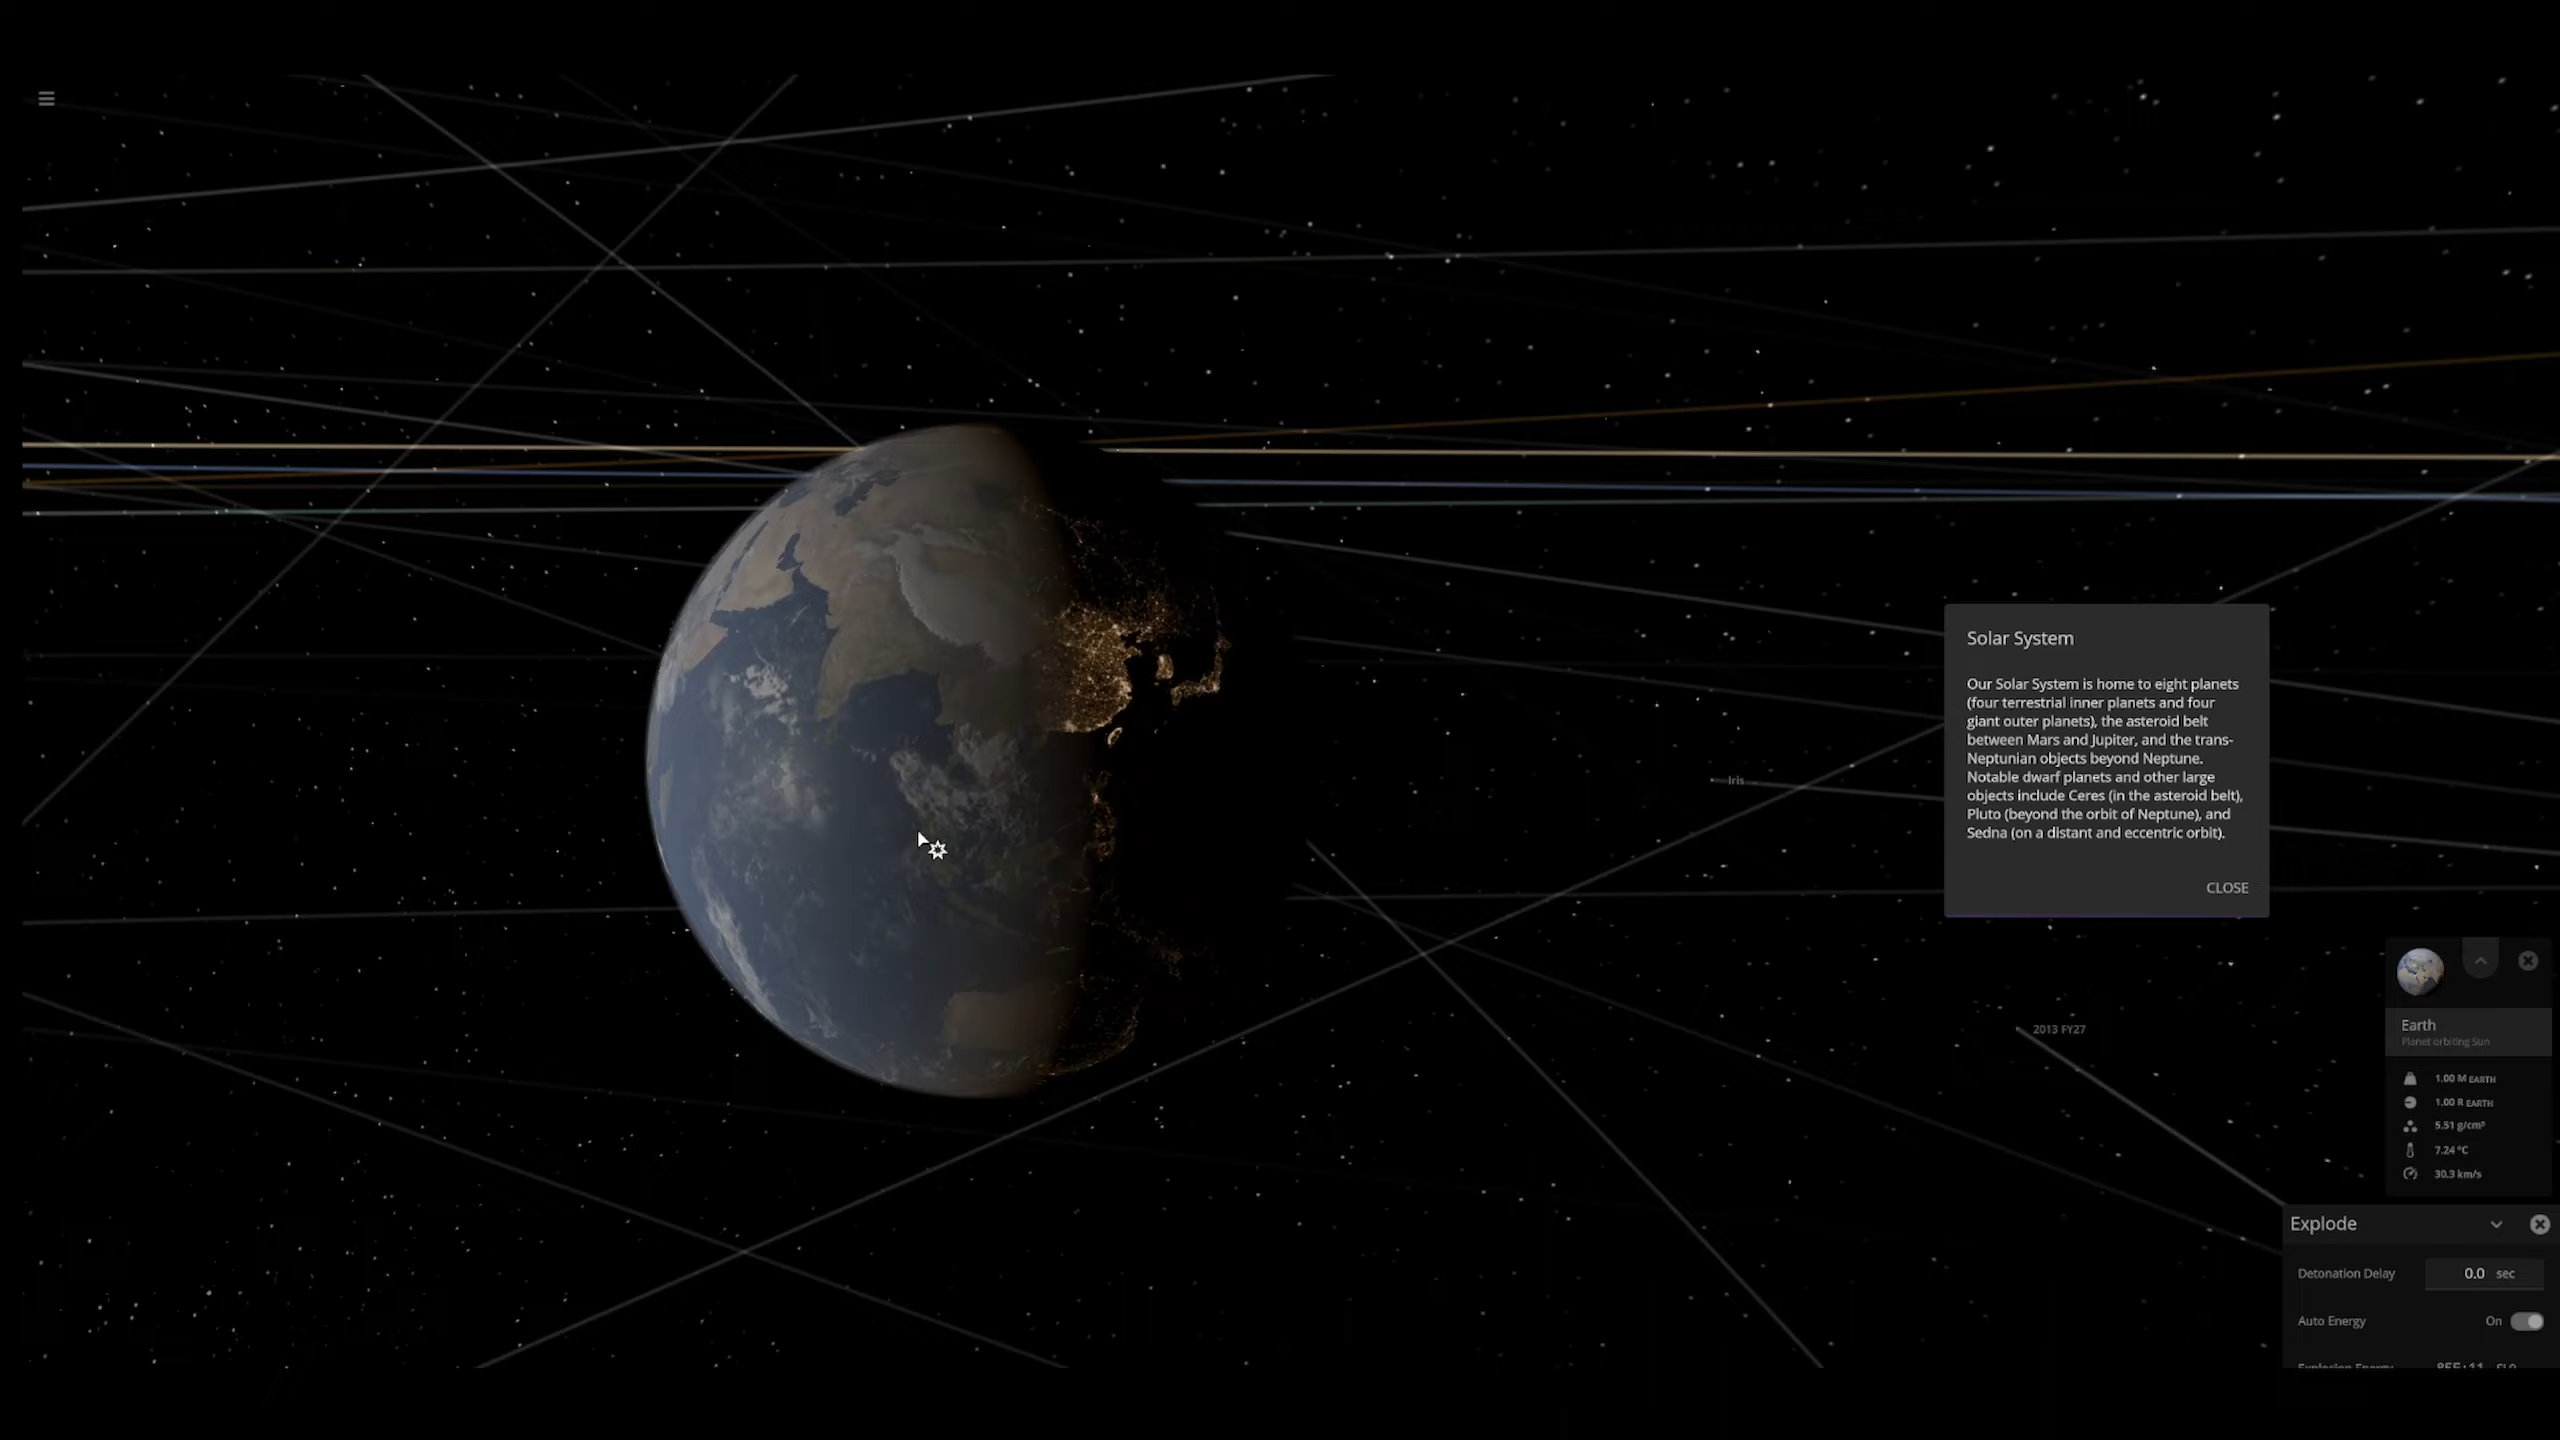 Solar System
Our Solar System is home to eight planets
(four terrestrial inner planets and four
giant outer planets), the asteroid belt
between Mars and Jupiter, and the trans-
Neptunian objects beyond Neptune.
Notable dwarf planets and other large
objects include Ceres (in the asteroid belt),
Pluto (beyond the orbit of Neptune), and
Sedna (on a distant and eccentric orbit).
CLOSE
Iris
2013 FY27
Earth
Planet orbiting Sun
1.00 M EARTH
1.00 R EARTH
5.51 g/cm³
7.24 °C
30.3 km/s
Explode
Detonation Delay 0.0 sec
Auto Energy On
Explosion Energy